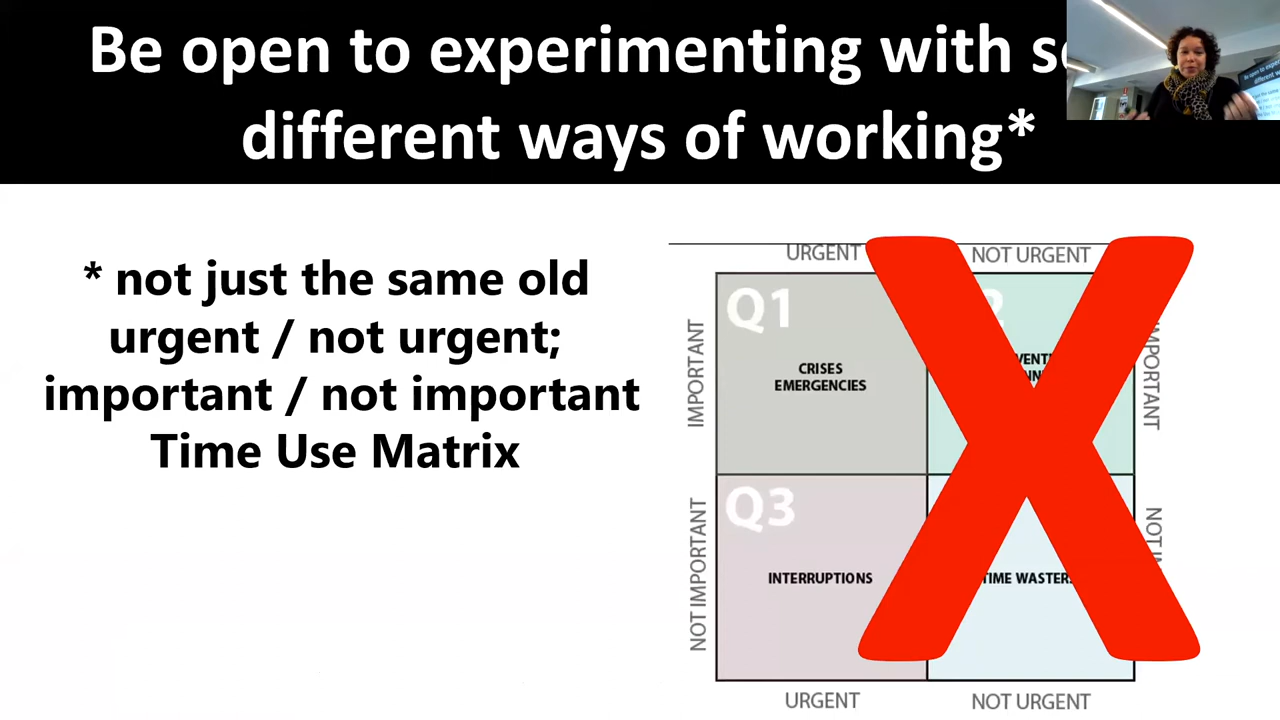 Be open to experimenting with
different ways of working*
* not just the same old
urgent / not urgent;
important / not important
Time Use Matrix
URGENT
NOT URGENT
IMPORTANT
Q1
CRISES
EMERGENCIES
IMPORTANT
NOT IMPORTANT
Q3
INTERRUPTIONS
TIME WASTERS
NOT
URGENT
NOT URGENT